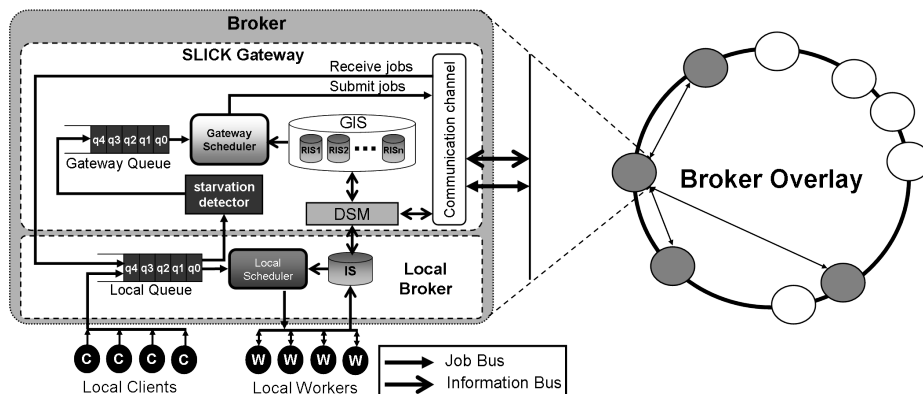 Broker
SLICK Gateway
Receive jobs
Submit jobs
Communication channel
GIS
RIS1 RIS2 RISn
q4 q3 q2 q1 q0
Gateway Scheduler
Gateway Queue
starvation
detector
DSM
q4 q3 q2 q1 q0
Local
Scheduler
IS
Local
Broker
Local Queue
C C C C
W W W W
Local Clients
Local Workers
Job Bus
Information Bus
Broker Overlay